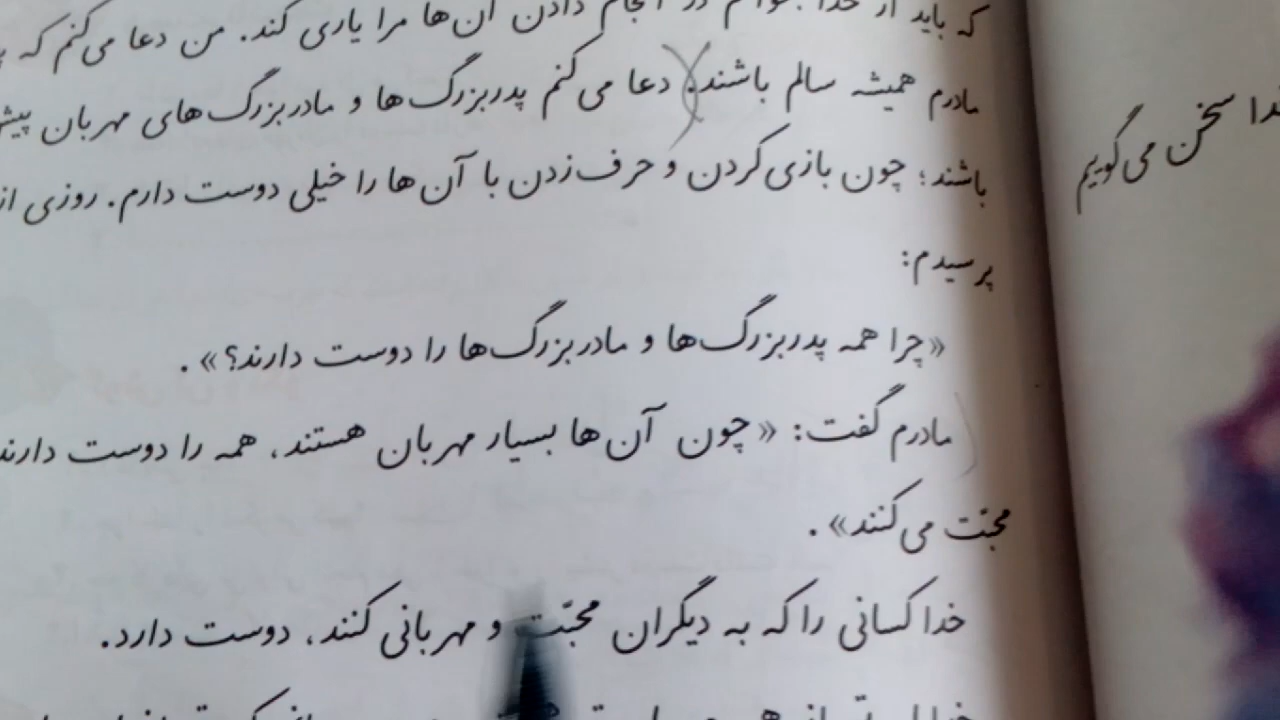 که باید از خدا بخواهم در انجام دادن آن‌ها مرا یاری کند. من دعا می‌کنم که
مادرم همیشه سالم باشند. دعا می‌کنم پدربزرگ‌ها و مادربزرگ‌های مهربان
باشند؛ چون بازی‌کردن و حرف‌زدن با آن‌ها را خیلی دوست دارم. روزی از
پرسیدم:
«چرا همه پدربزرگ‌ها و مادربزرگ‌ها را دوست دارند؟».
مادرم گفت: «چون آن‌ها بسیار مهربان هستند، همه را دوست دارند
محبّت می‌کنند».
خدا کسانی را که به دیگران محبّت و مهربانی کنند، دوست دارد.
سخن می‌گوییم